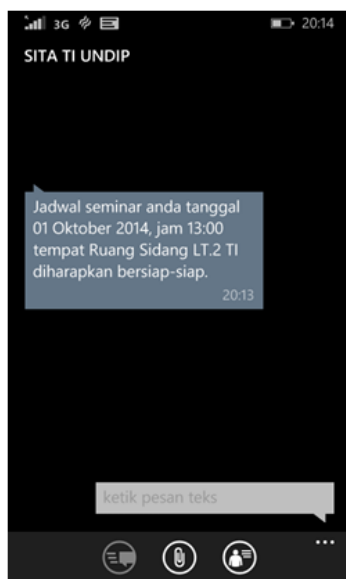 3G 20:14
SITA TI UNDIP
Jadwal seminar anda tanggal
01 Oktober 2014, jam 13:00
tempat Ruang Sidang LT.2 TI
diharapkan bersiap-siap.
20:13
ketik pesan teks